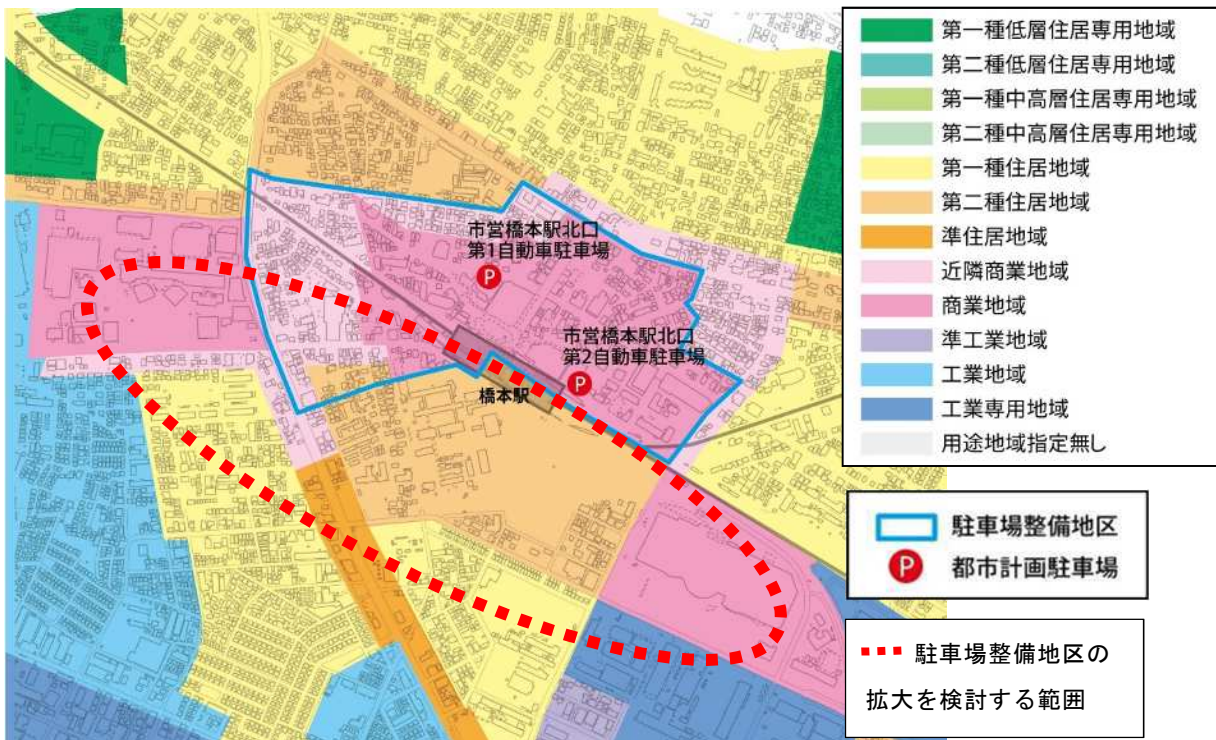 市営橋本駅北口
第1自動車駐車場
P
市営橋本駅北口
第2自動車駐車場
P
橋本駅
第一種低層住居専用地域
第二種低層住居専用地域
第一種中高層住居専用地域
第二種中高層住居専用地域
第一種住居地域
第二種住居地域
準住居地域
近隣商業地域
商業地域
準工業地域
工業地域
工業専用地域
用途地域指定無し
駐車場整備地区
P 都市計画駐車場
駐車場整備地区の
拡大を検討する範囲